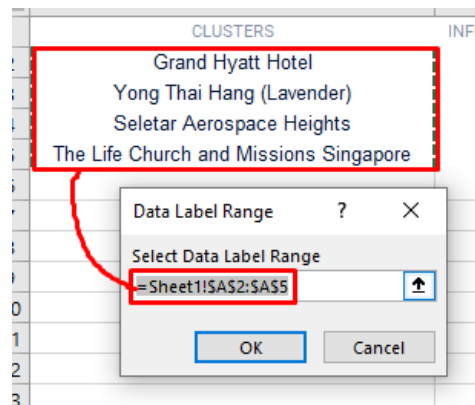 CLUSTERS INF
Grand Hyatt Hotel
Yong Thai Hang (Lavender)
Seletar Aerospace Heights
The Life Church and Missions Singapore
Data Label Range ? ×
Select Data Label Range
=Sheet1!$A$2:$A$5
OK Cancel